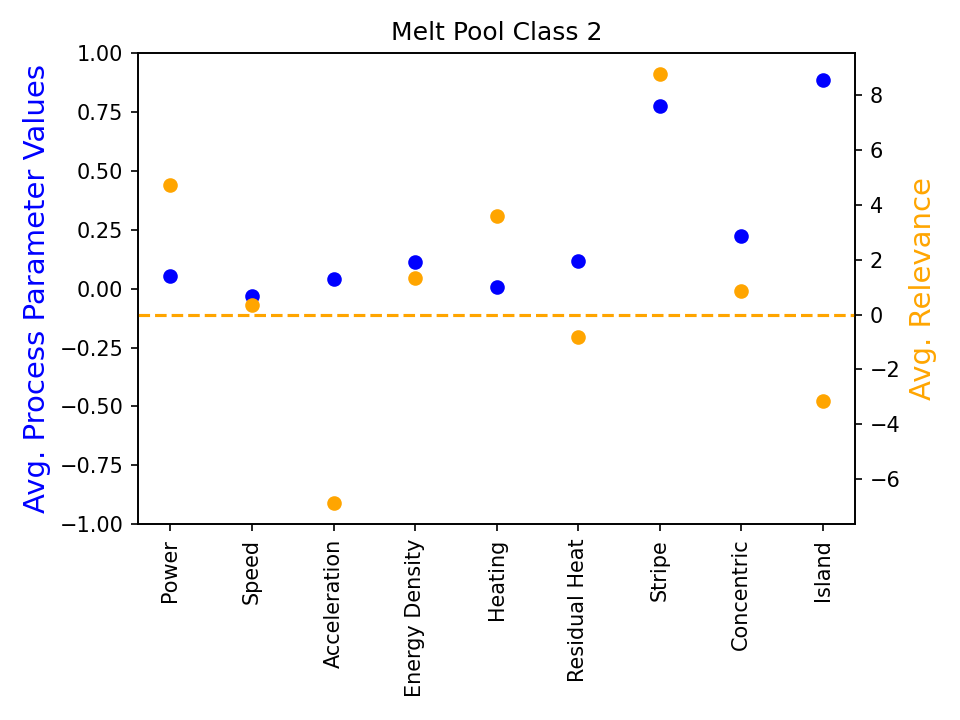 Melt Pool Class 2
Avg. Process Parameter Values
1.00
0.75
0.50
0.25
0.00
−0.25
−0.50
−0.75
−1.00
8
6
4
2
0
−2
−4
−6
Avg. Relevance
Power
Speed
Acceleration
Energy Density
Heating
Residual Heat
Stripe
Concentric
Island